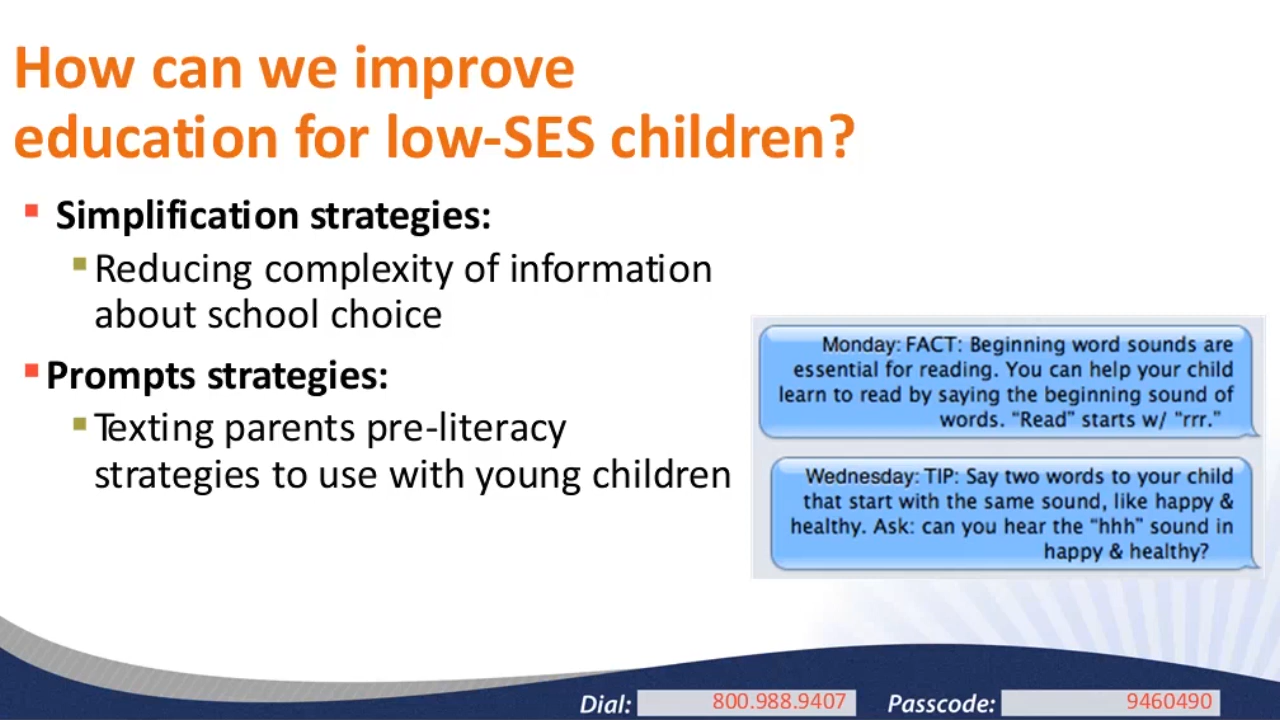 How can we improve
education for low-SES children?
Simplification strategies:
Reducing complexity of information
about school choice
Prompts strategies:
Texting parents pre-literacy
strategies to use with young children
Monday: FACT: Beginning word sounds are
essential for reading. You can help your child
learn to read by saying the beginning sound of
words. “Read” starts w/ “rrr.”
Wednesday: TIP: Say two words to your child
that start with the same sound, like happy &
healthy. Ask: can you hear the “hhh” sound in
happy & healthy?
Dial: 800.988.9407 Passcode: 9460490